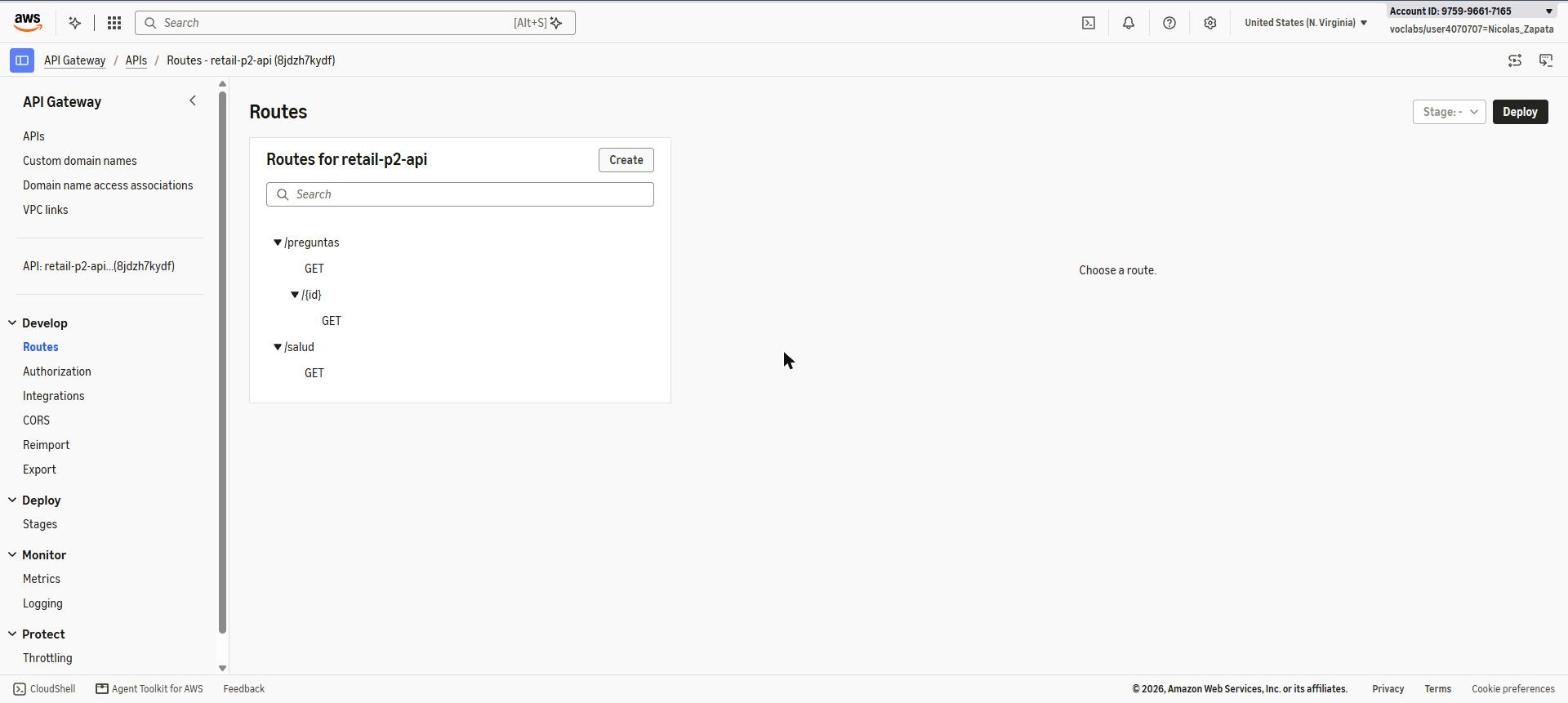 aws
Search
[Alt+S]
United States (N. Virginia)
Account ID: 9759-9661-7165
voclabs/user4070707=Nicolas_Zapata
API Gateway / APIs / Routes - retail-p2-api (8jdzh7kydf)
API Gateway
APIs
Custom domain names
Domain name access associations
VPC links
API: retail-p2-api...(8jdzh7kydf)
Develop
Routes
Authorization
Integrations
CORS
Reimport
Export
Deploy
Stages
Monitor
Metrics
Logging
Protect
Throttling
Routes
Stage: -
Deploy
Routes for retail-p2-api
Create
Search
/preguntas
GET
/{id}
GET
/salud
GET
Choose a route.
CloudShell
Agent Toolkit for AWS
Feedback
© 2026, Amazon Web Services, Inc. or its affiliates.
Privacy
Terms
Cookie preferences